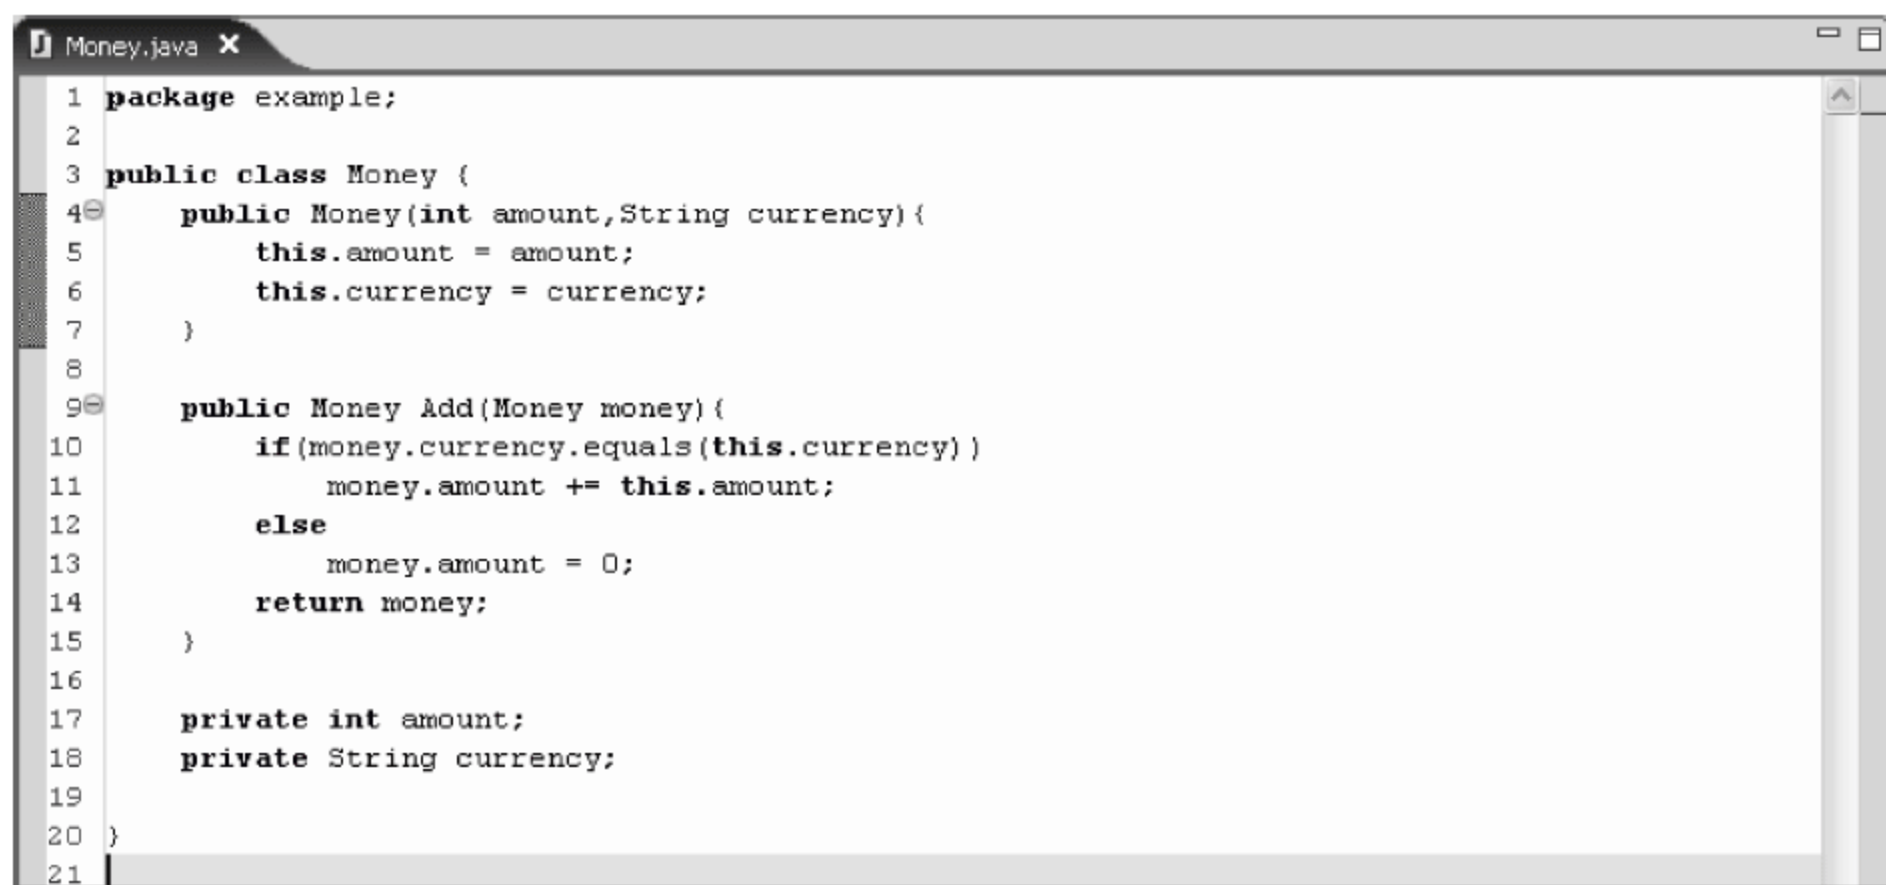 Money.java
1 package example;
2
3 public class Money {
4 public Money(int amount,String currency){
5 this.amount = amount;
6 this.currency = currency;
7 }
8
9 public Money Add(Money money){
10 if(money.currency.equals(this.currency))
11 money.amount += this.amount;
12 else
13 money.amount = 0;
14 return money;
15 }
16
17 private int amount;
18 private String currency;
19
20 }
21